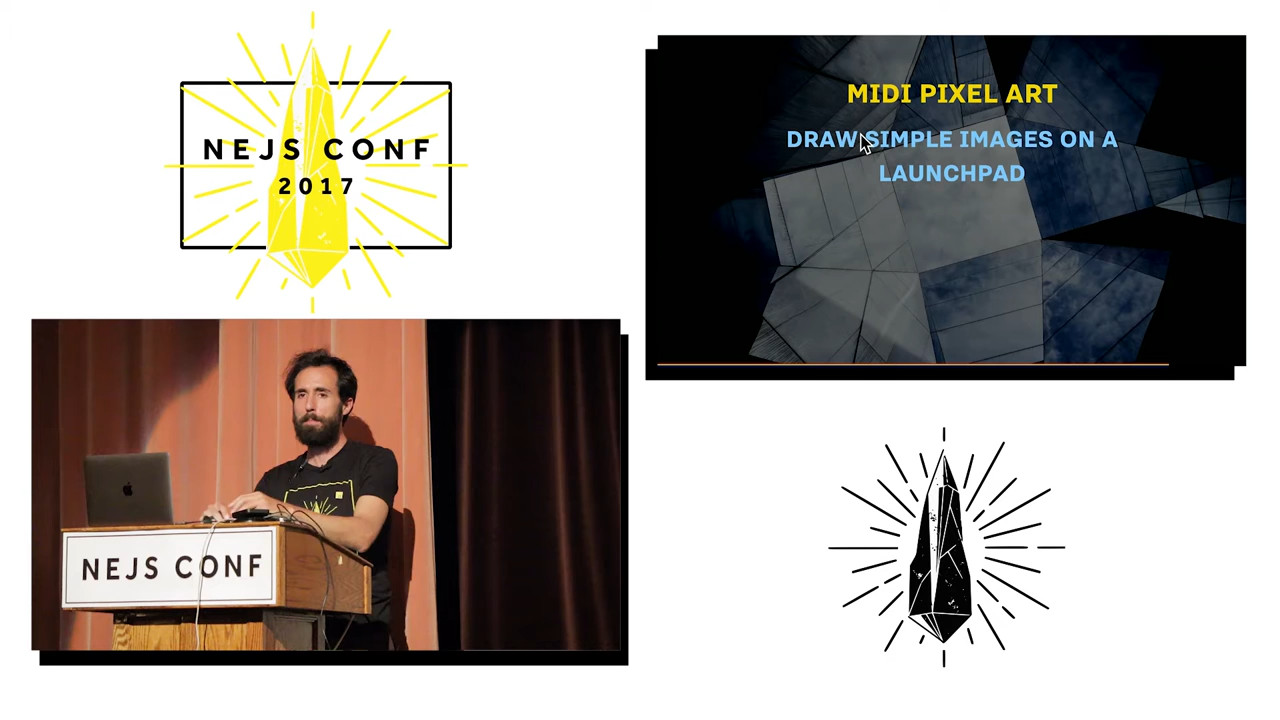 NEJS CONF
2017
MIDI PIXEL ART
DRAW SIMPLE IMAGES ON A
LAUNCHPAD
NEJS CONF